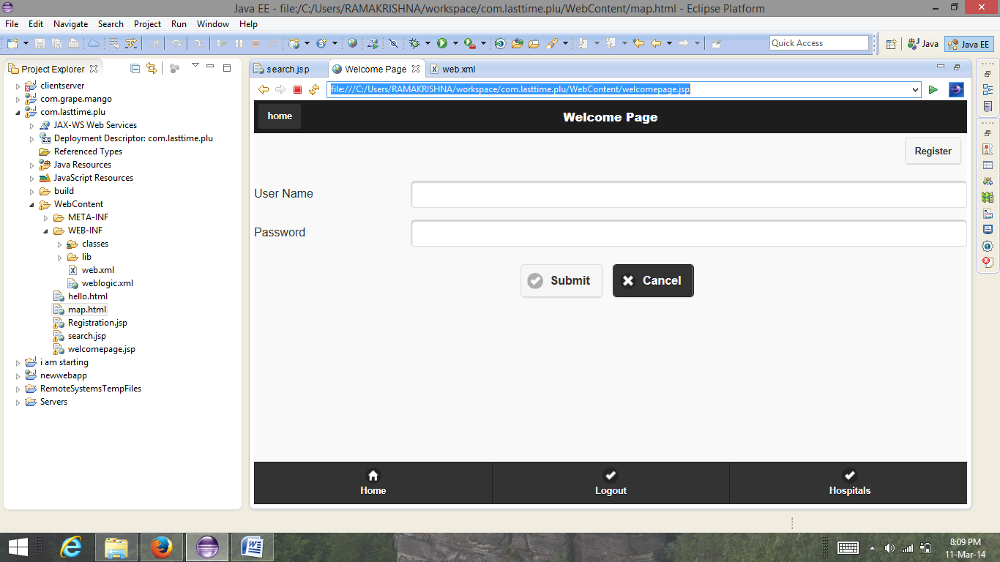 Java EE - file:/C:/Users/RAMAKRISHNA/workspace/com.lasttime.plu/WebContent/map.html - Eclipse Platform
File Edit Navigate Search Project Run Window Help
Quick Access
Java
Java EE
Project Explorer
clientserver
com.grape.mango
com.lasttime.plu
JAX-WS Web Services
Deployment Descriptor: com.lasttime.plu
Referenced Types
Java Resources
JavaScript Resources
build
WebContent
META-INF
WEB-INF
classes
lib
web.xml
weblogic.xml
hello.html
map.html
Registration.jsp
search.jsp
welcomepage.jsp
i am starting
newwebapp
RemoteSystemsTempFiles
Servers
search.jsp
Welcome Page
web.xml
file:///C:/Users/RAMAKRISHNA/workspace/com.lasttime.plu/WebContent/welcomepage.jsp
home
Welcome Page
Register
User Name
Password
Submit
Cancel
Home
Logout
Hospitals
8:09 PM
11-Mar-14